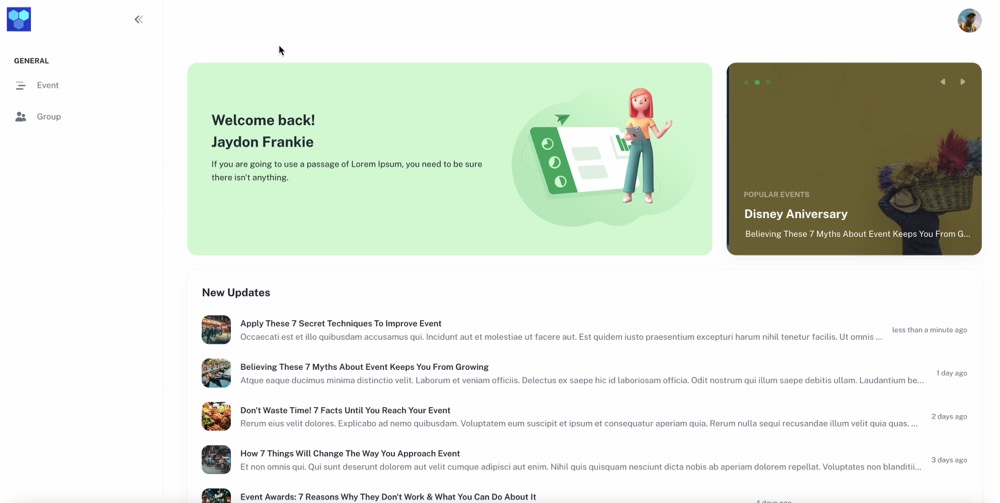 GENERAL
Event
Group
Welcome back!
Jaydon Frankie
If you are going to use a passage of Lorem Ipsum, you need to be sure
there isn't anything.
POPULAR EVENTS
Disney Aniversary
Believing These 7 Myths About Event Keeps You From G...
New Updates
Apply These 7 Secret Techniques To Improve Event
Occaecati est et illo quibusdam accusamus qui. Incidunt aut et molestiae ut facere aut. Est quidem iusto praesentium excepturi harum nihil tenetur facilis. Ut omnis ...
less than a minute ago
Believing These 7 Myths About Event Keeps You From Growing
Atque eaque ducimus minima distinctio velit. Laborum et veniam officiis. Delectus ex saepe hic id laboriosam officia. Odit nostrum qui illum saepe debitis ullam. Laudantium be...
1 day ago
Don't Waste Time! 7 Facts Until You Reach Your Event
Rerum eius velit dolores. Explicabo ad nemo quibusdam. Voluptatem eum suscipit et ipsum et consequatur aperiam quia. Rerum nulla sequi recusandae illum velit quia quas. ...
2 days ago
How 7 Things Will Change The Way You Approach Event
Et non omnis qui. Qui sunt deserunt dolorem aut velit cumque adipisci aut enim. Nihil quis quisquam nesciunt dicta nobis ab aperiam dolorem repellat. Voluptates non blanditii...
3 days ago
Event Awards: 7 Reasons Why They Don't Work & What You Can Do About It
4 days ago